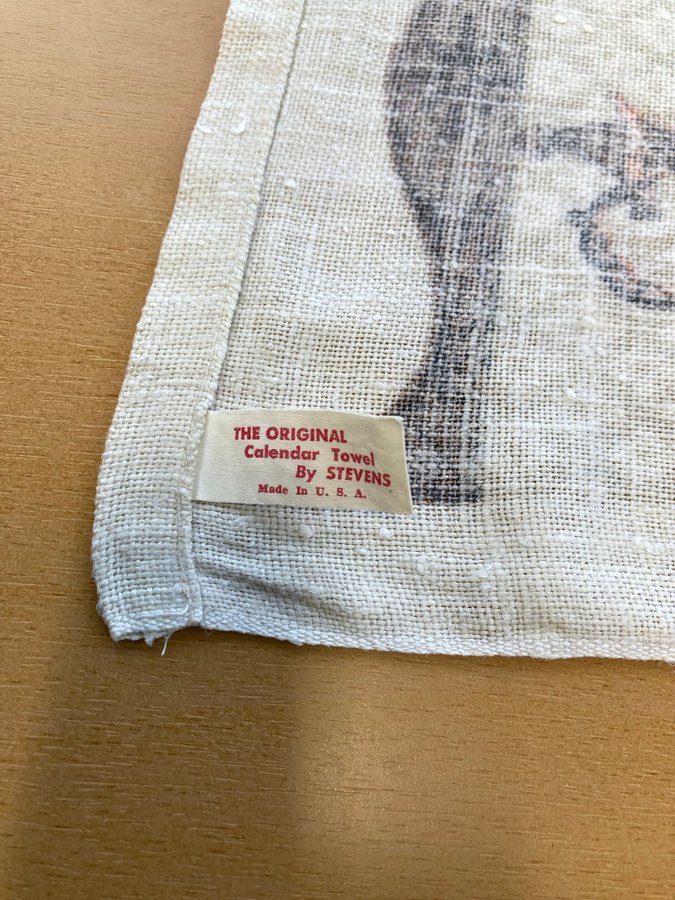 THE ORIGINAL
Calendar Towel
By STEVENS
Made In U. S. A.